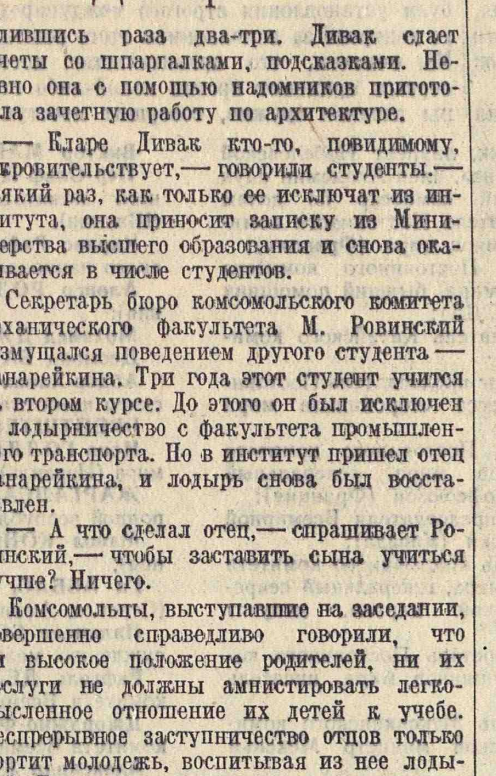 лившись раза два-три. Дивак сдает
четы со шпаргалками, подсказками. Не-
вно она с помощью надомников пригото-
ла зачетную работу по архитектуре.
— Кларе Дивак кто-то, повидимому,
кровительствует,— говорили студенты.—
який раз, как только ее исключат из ин-
итута, она приносит записку из Мини-
ерства высшего образования и снова ока-
вается в числе студентов.
Секретарь бюро комсомольского комитета
еханического факультета М. Ровинский
змущался поведением другого студента —
нарейкина. Три года этот студент учится
втором курсе. До этого он был исключен
лодырничество с факультета промышлен-
го транспорта. Но в институт пришел отец
нарейкина, и лодырь снова был восста-
влен.
— А что сделал отец,— спрашивает Ро-
нский,— чтобы заставить сына учиться
учше? Ничего.
Комсомольцы, выступавшие на заседании,
вершенно справедливо говорили, что
и высокое положение родителей, ни их
слуги не должны амнистировать легко-
ысленное отношение их детей к учебе.
еспрерывное заступничество отцов только
ортит молодежь, воспитывая из нее лоды-